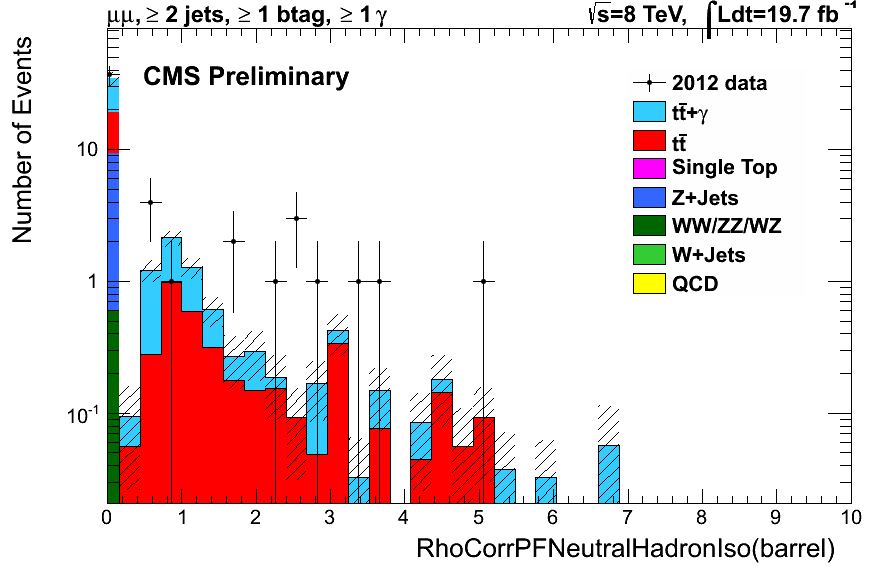 μμ, ≥ 2 jets, ≥ 1 btag, ≥ 1 γ
√s=8 TeV, ∫Ldt=19.7 fb⁻¹
CMS Preliminary
2012 data
tt̄+γ
tt̄
Single Top
Z+Jets
WW/ZZ/WZ
W+Jets
QCD
Number of Events
10
1
10⁻¹
0 1 2 3 4 5 6 7 8 9 10
RhoCorrPFNeutralHadronIso(barrel)